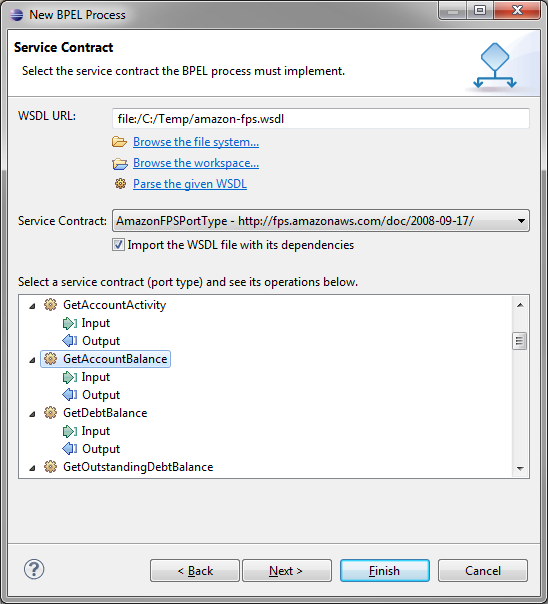 New BPEL Process
Service Contract
Select the service contract the BPEL process must implement.
WSDL URL: file:/C:/Temp/amazon-fps.wsdl
Browse the file system...
Browse the workspace...
Parse the given WSDL
Service Contract: AmazonFPSPortType - http://fps.amazonaws.com/doc/2008-09-17/
Import the WSDL file with its dependencies
Select a service contract (port type) and see its operations below.
GetAccountActivity
Input
Output
GetAccountBalance
Input
Output
GetDebtBalance
Input
Output
GetOutstandingDebtBalance
? < Back Next > Finish Cancel